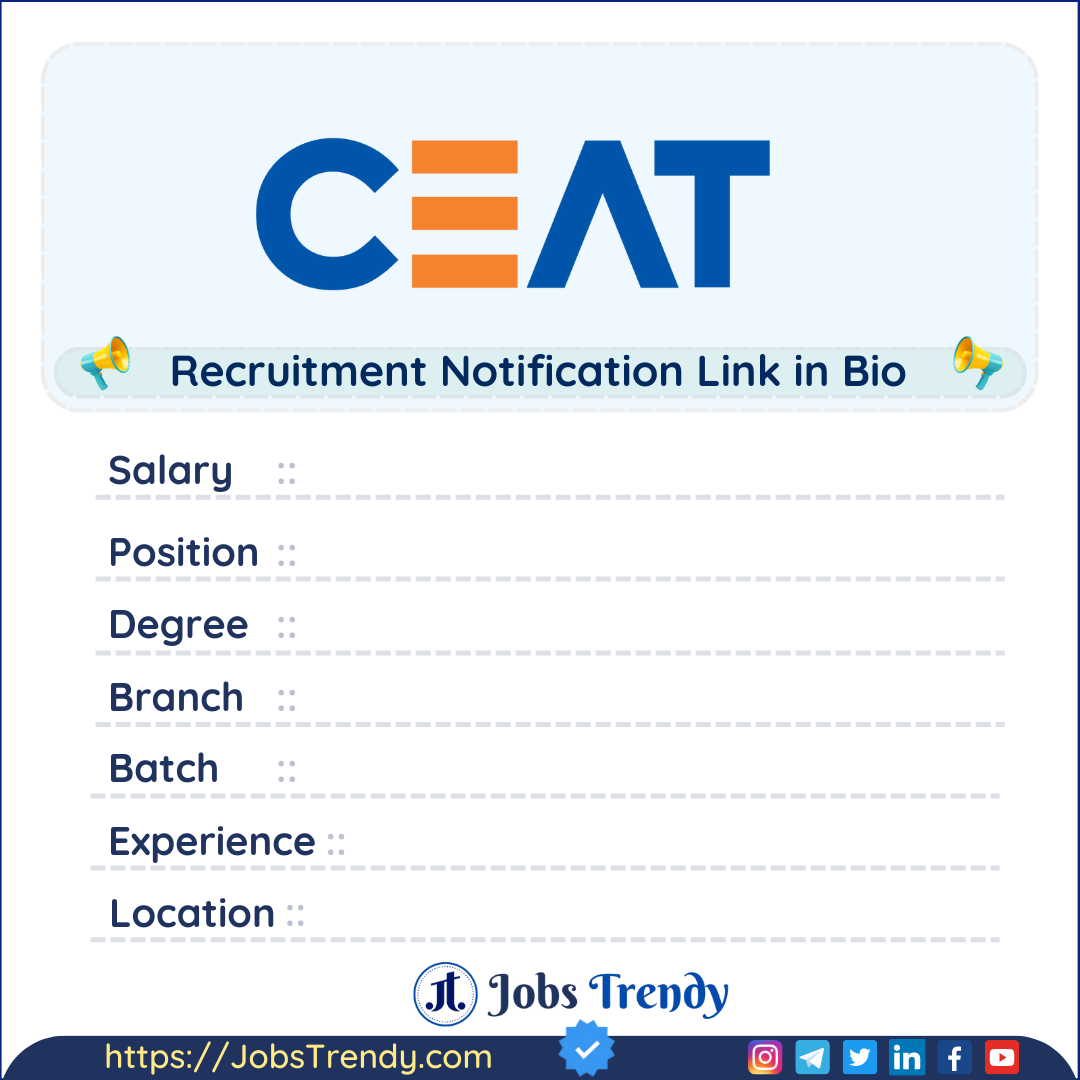 CEAT
Recruitment Notification Link in Bio
Salary ::
Position ::
Degree ::
Branch ::
Batch ::
Experience ::
Location ::
Jobs Trendy
https://JobsTrendy.com